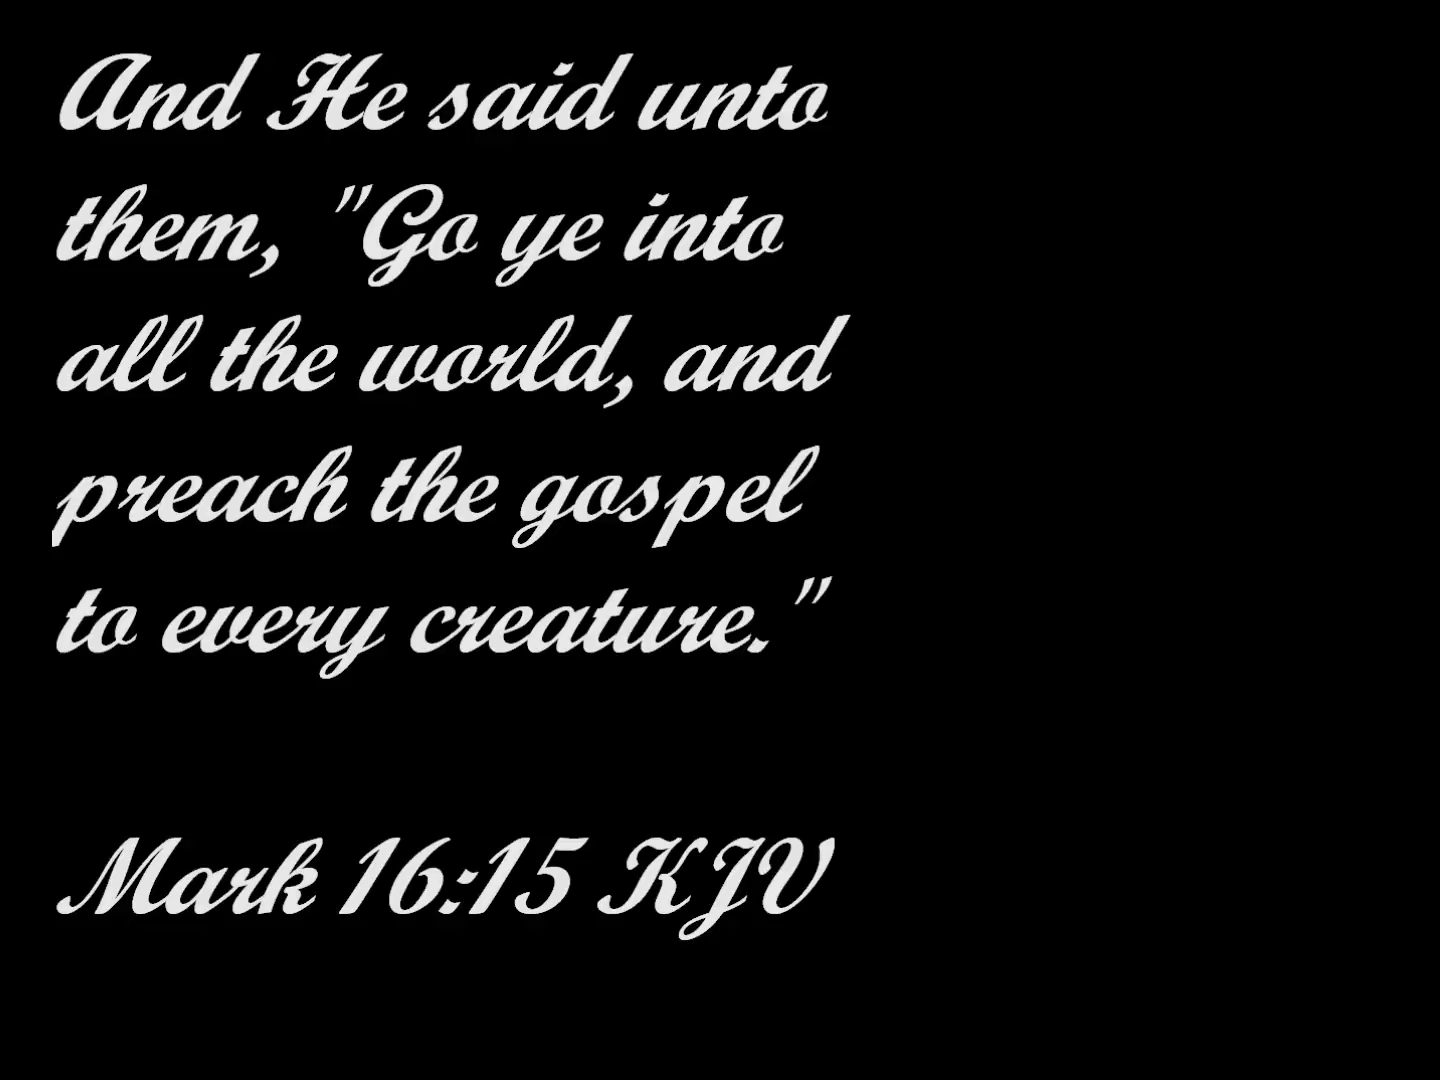 And He said unto
them, "Go ye into
all the world, and
preach the gospel
to every creature."
Mark 16:15 KJV